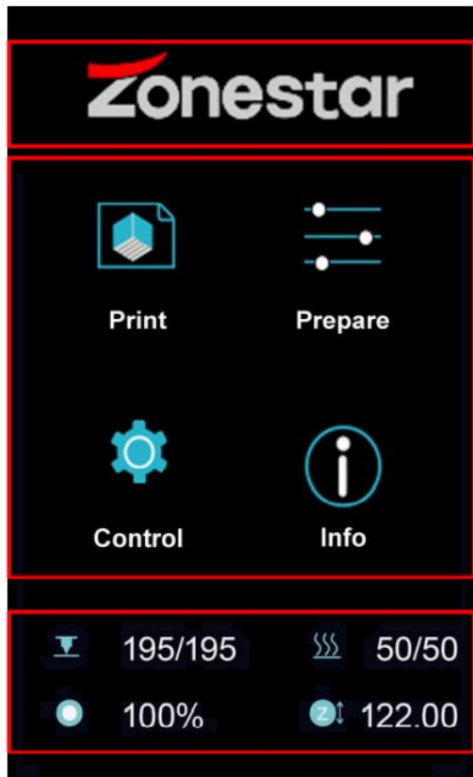 Zonestar
Print Prepare
Control Info
195/195 50/50
100% Z 122.00